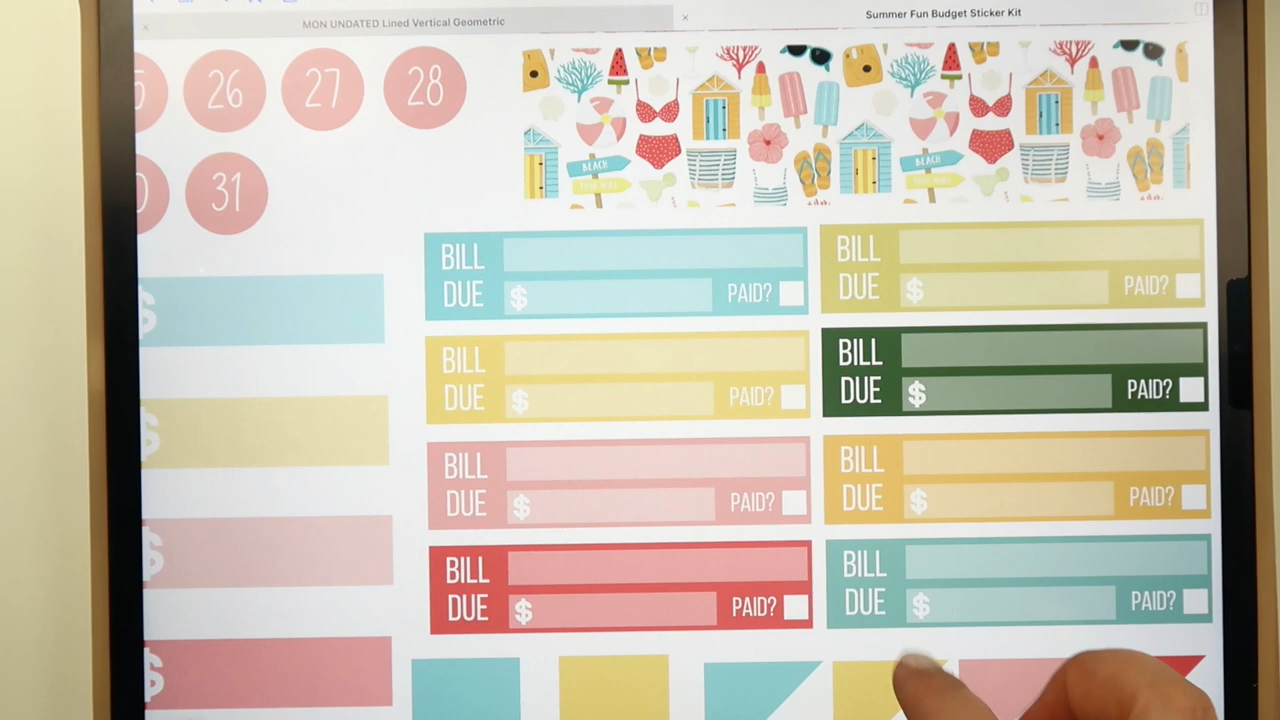 MON UNDATED Lined Vertical Geometric
Summer Fun Budget Sticker Kit
26 27 28
31
BEACH
BEACH
BILL
DUE $ PAID?
BILL
DUE $ PAID?
BILL
DUE $ PAID?
BILL
DUE $ PAID?
BILL
DUE $ PAID?
BILL
DUE $ PAID?
BILL
DUE $ PAID?
BILL
DUE $ PAID?
$
$
$
$